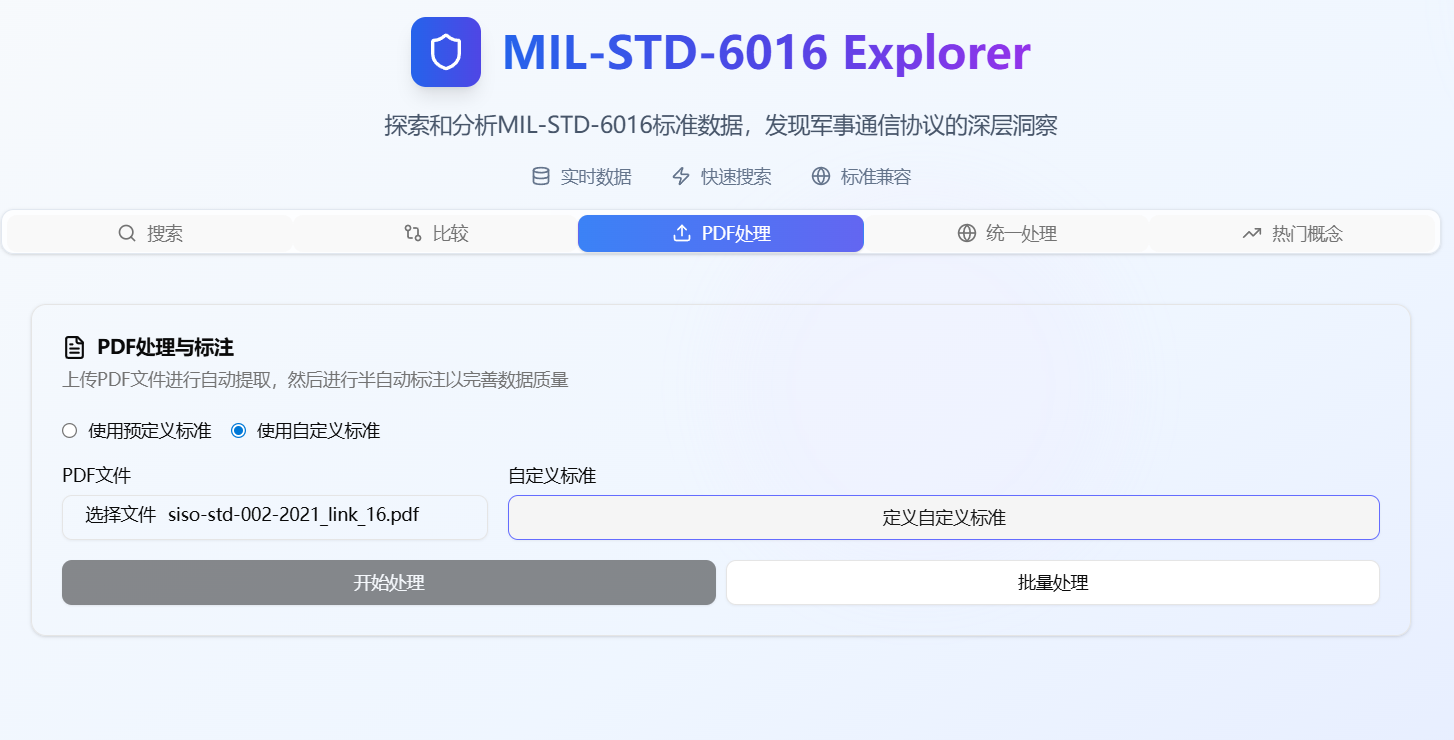 MIL-STD-6016 Explorer
探索和分析MIL-STD-6016标准数据，发现军事通信协议的深层洞察
实时数据 快速搜索 标准兼容
搜索 比较 PDF处理 统一处理 热门概念
PDF处理与标注
上传PDF文件进行自动提取，然后进行半自动标注以完善数据质量
使用预定义标准 使用自定义标准
PDF文件 自定义标准
选择文件 siso-std-002-2021_link_16.pdf 定义自定义标准
开始处理 批量处理